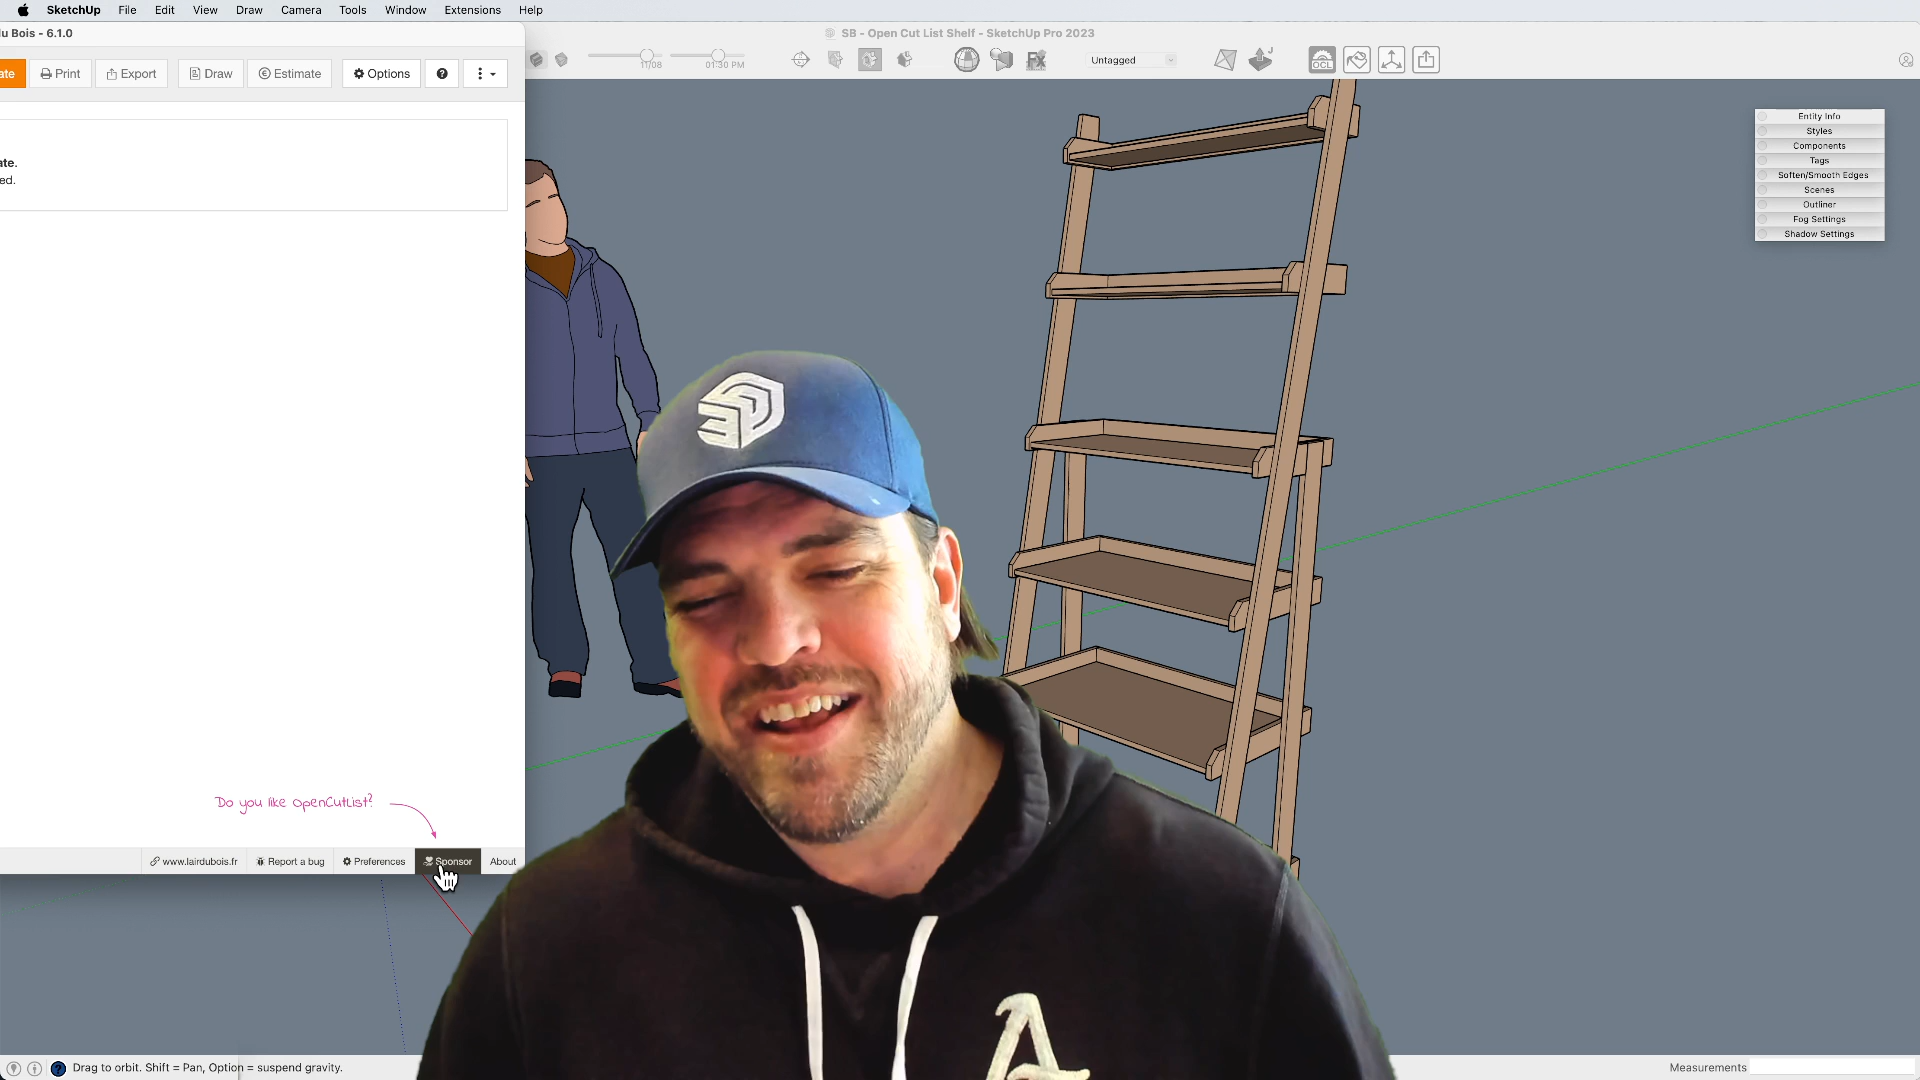 SketchUp File Edit View Draw Camera Tools Window Extensions Help
du Bois - 6.1.0
SB - Open Cut List Shelf - SketchUp Pro 2023
11/08 01:30 PM
Untagged
OCL
ate Print Export Draw Estimate Options
Entity Info
Styles
Components
Tags
Soften/Smooth Edges
Scenes
Outliner
Fog Settings
Shadow Settings
ate.
ed.
Do you like OpenCutList?
www.lairdubois.fr Report a bug Preferences Sponsor About
A
Drag to orbit. Shift = Pan, Option = suspend gravity.
Measurements